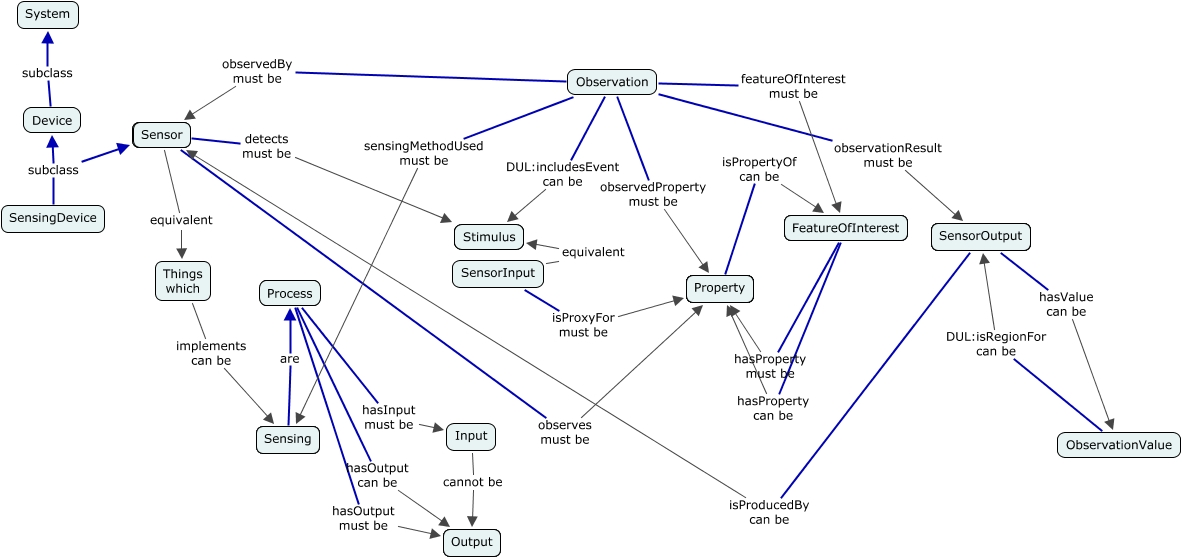 System
subclass
Device
subclass
SensingDevice
observedBy
must be
Sensor
detects
must be
equivalent
Things
which
implements
can be
Observation
sensingMethodUsed
must be
DUL:includesEvent
can be
observedProperty
must be
featureOfInterest
must be
isPropertyOf
can be
observationResult
must be
Stimulus
equivalent
SensorInput
isProxyFor
must be
Property
FeatureOfInterest
SensorOutput
hasProperty
must be
hasProperty
can be
hasValue
can be
DUL:isRegionFor
can be
ObservationValue
Process
are
Sensing
hasInput
must be
Input
hasOutput
can be
cannot be
hasOutput
must be
Output
observes
must be
isProducedBy
can be